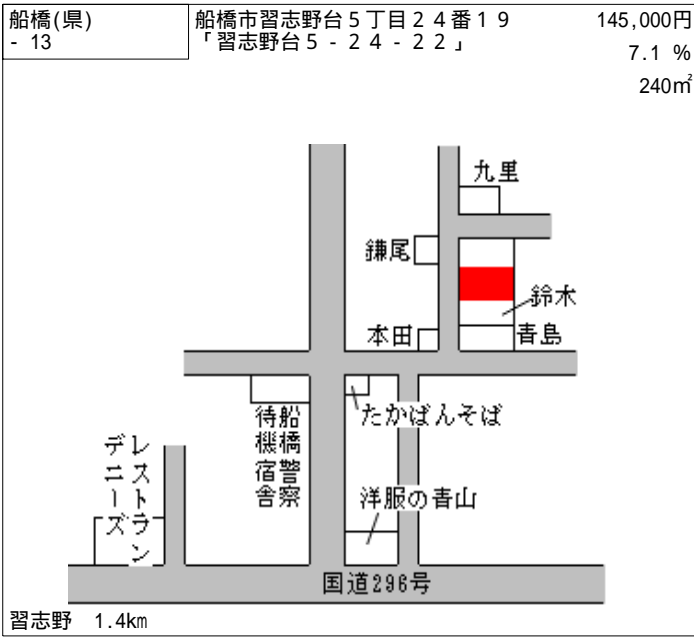 船橋(県)
- 13
船橋市習志野台５丁目２４番１９
「習志野台５‐２４‐２２」
145,000円
7.1 %
240㎡
九里
鎌尾
鈴木
本田
青島
たかばんそば
船橋警察
待機宿舎
レストラン
デニーズ
洋服の青山
国道296号
習志野 1.4km